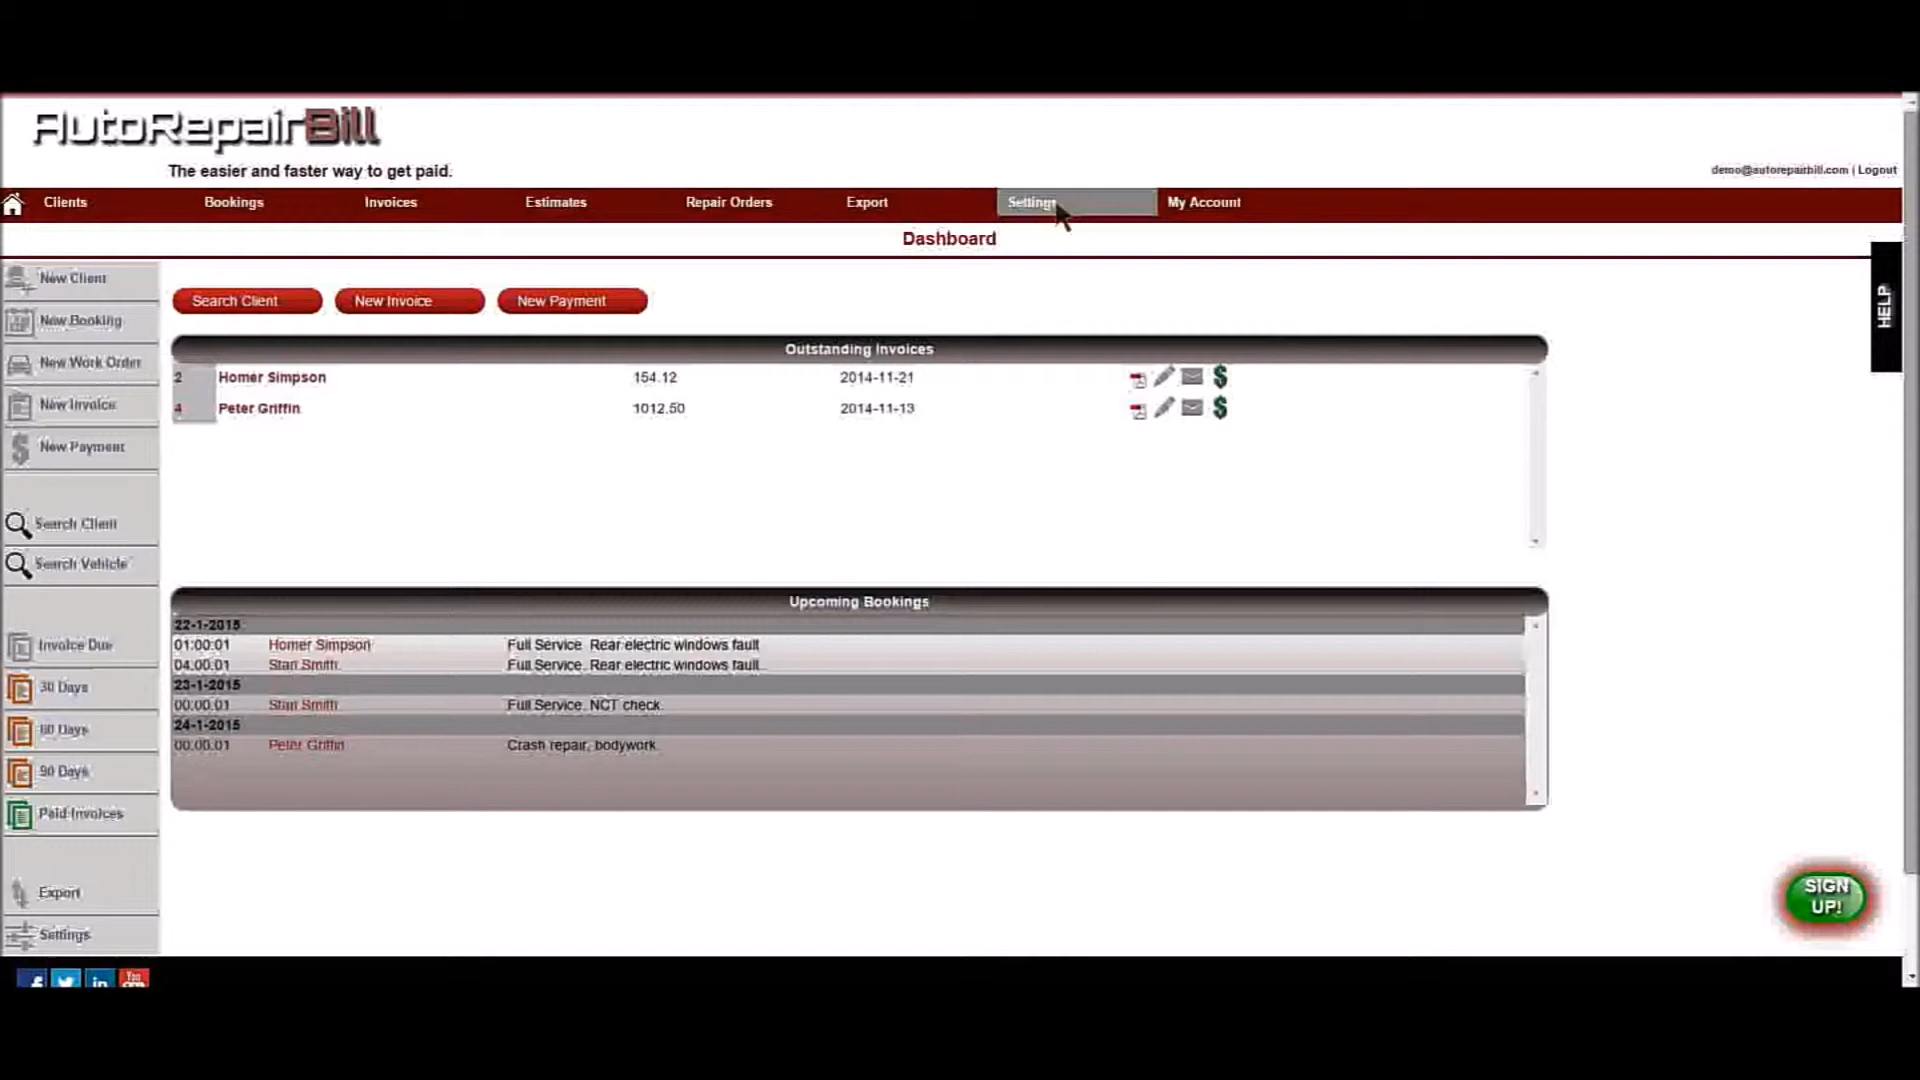 AutoRepairBill
The easier and faster way to get paid.
demo@autorepairbill.com | Logout
Clients Bookings Invoices Estimates Repair Orders Export Settings My Account
Dashboard
HELP
New Client
New Booking
New Work Order
New Invoice
New Payment
Search Client
Search Vehicle
Invoice Due
30 Days
60 Days
90 Days
Paid Invoices
Export
Settings
Search Client New Invoice New Payment
Outstanding Invoices
2 Homer Simpson 154.12 2014-11-21
4 Peter Griffin 1012.50 2014-11-13
Upcoming Bookings
22-1-2015
01:00:01 Homer Simpson Full Service. Rear electric windows fault
04:00:01 Stan Smith Full Service. Rear electric windows fault
23-1-2015
00:00:01 Stan Smith Full Service. NCT check.
24-1-2015
00:00:01 Peter Griffin Crash repair, bodywork.
SIGN
UP!
You